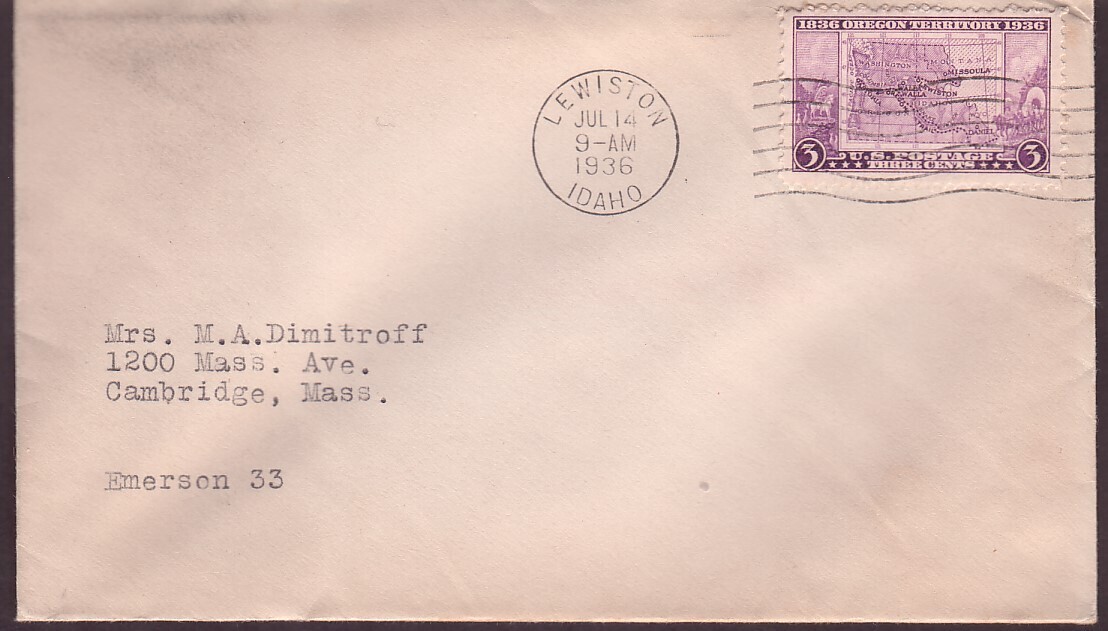 1836 OREGON TERRITORY 1936
WASHINGTON
MONTANA
MISSOULA
WALLA
WALLA
LEWISTON
IDAHO
DANIEL
3 U.S. POSTAGE 3
THREE CENTS
LEWISTON
JUL 14
9-AM
1936
IDAHO
Mrs. M.A.Dimitroff
1200 Mass. Ave.
Cambridge, Mass.
Emerson 33